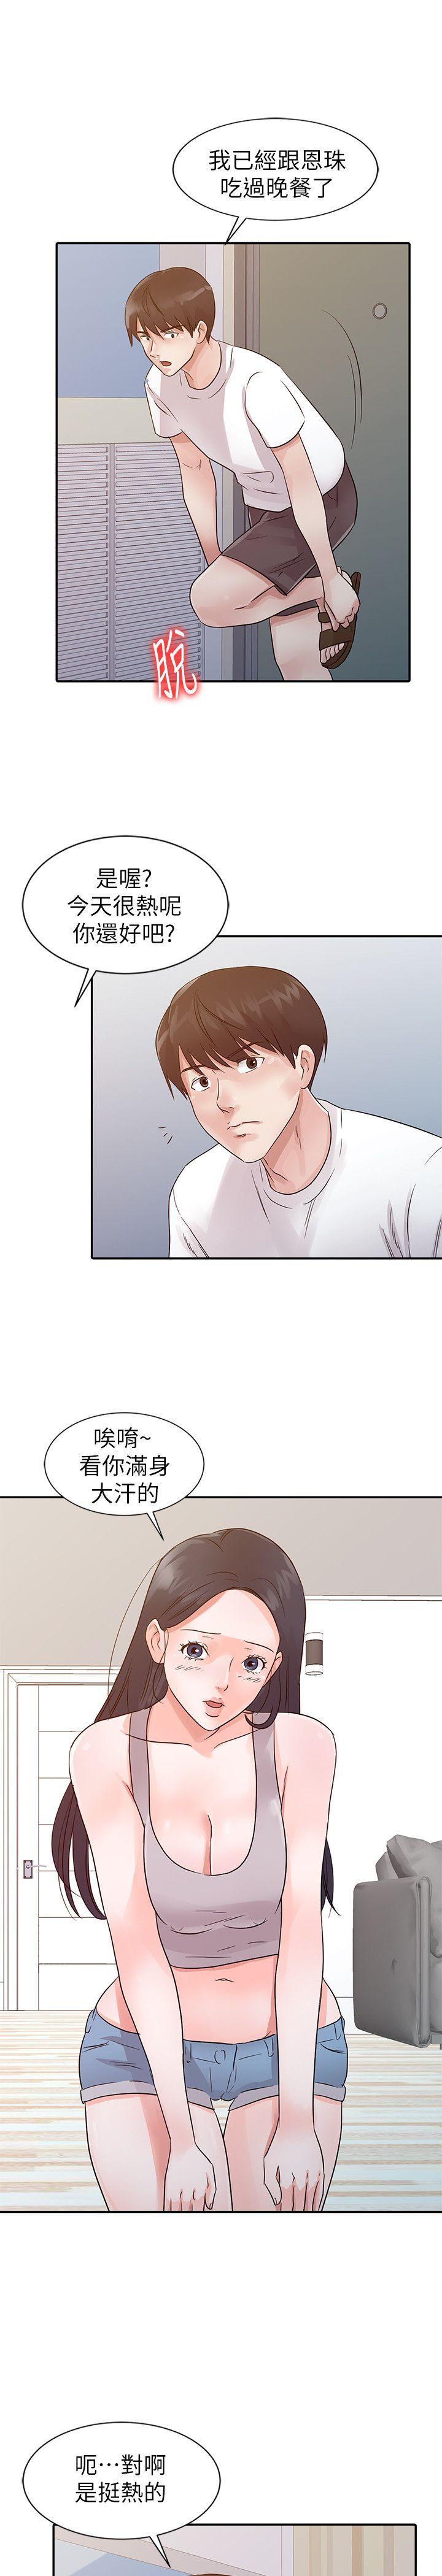 我已經跟恩珠
吃過晚餐了
脫
是喔?
今天很熱呢
你還好吧?
唉唷~
看你滿身
大汗的
呃⋯對啊
是挺熱的